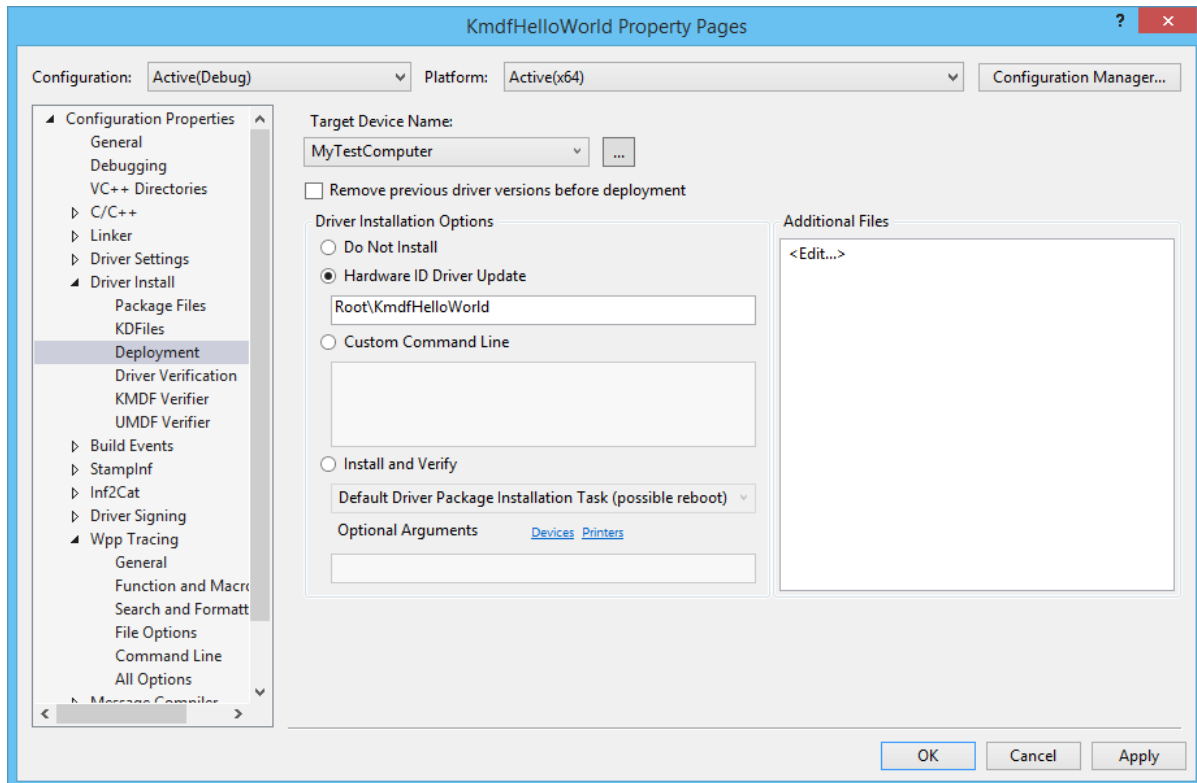 KmdfHelloWorld Property Pages
?
Configuration:
Active(Debug)
Platform:
Active(x64)
Configuration Manager...
Configuration Properties
General
Debugging
VC++ Directories
C/C++
Linker
Driver Settings
Driver Install
Package Files
KDFiles
Deployment
Driver Verification
KMDF Verifier
UMDF Verifier
Build Events
StampInf
Inf2Cat
Driver Signing
Wpp Tracing
General
Function and Macro
Search and Formatt
File Options
Command Line
All Options
Message Compiler
Target Device Name:
MyTestComputer
...
Remove previous driver versions before deployment
Driver Installation Options
Do Not Install
Hardware ID Driver Update
Root\KmdfHelloWorld
Custom Command Line
Install and Verify
Default Driver Package Installation Task (possible reboot)
Optional Arguments Devices Printers
Additional Files
<Edit...>
OK
Cancel
Apply